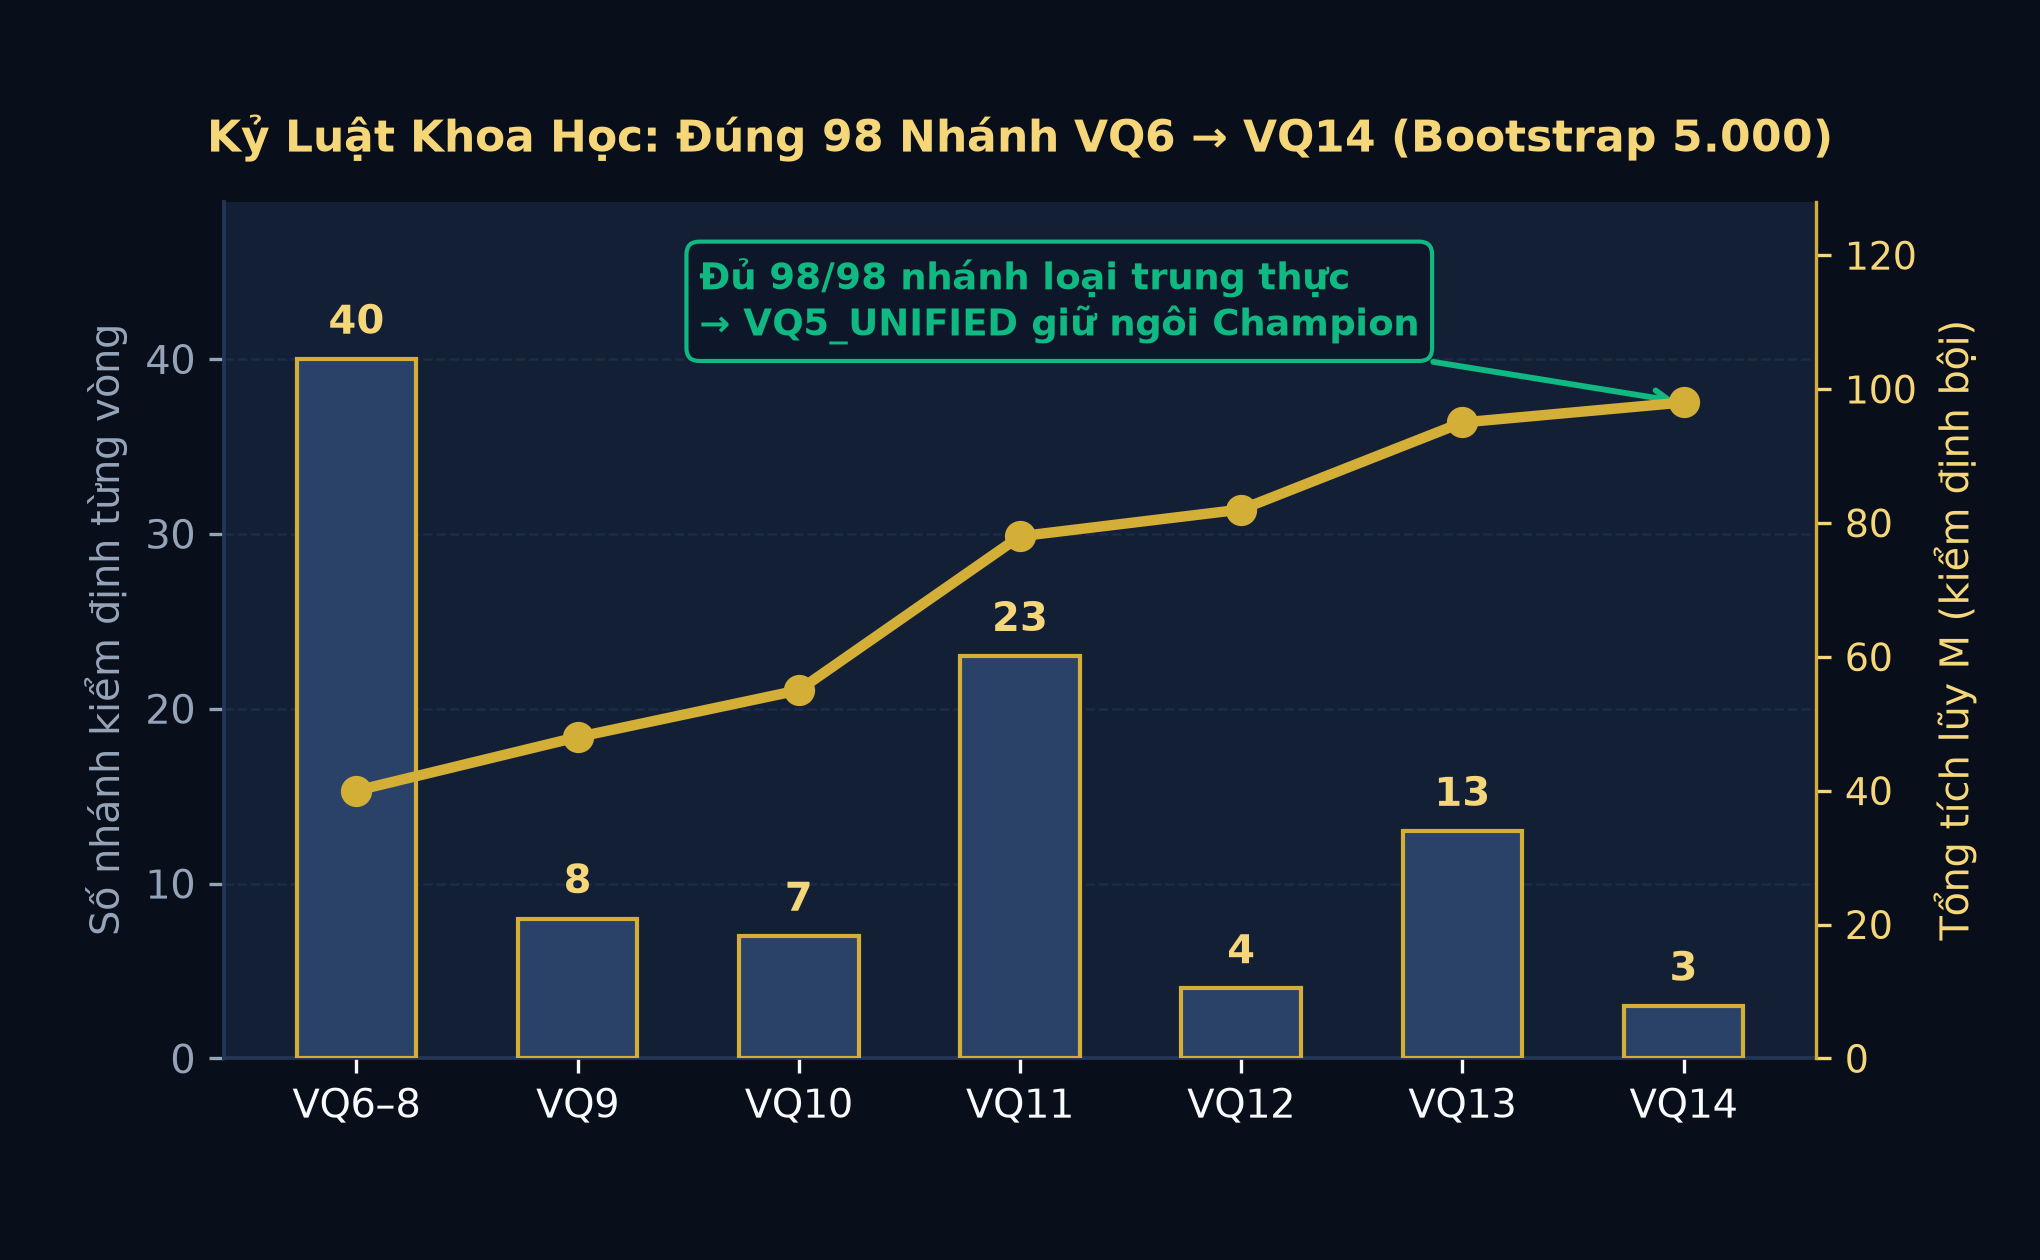 Kỷ Luật Khoa Học: Đúng 98 Nhánh VQ6 → VQ14 (Bootstrap 5.000)
Đủ 98/98 nhánh loại trung thực
→ VQ5_UNIFIED giữ ngôi Champion
Số nhánh kiểm định từng vòng
40
30
20
10
0
40
8
7
23
4
13
3
120
100
80
60
40
20
0
Tổng tích lũy M (kiểm định bội)
VQ6–8
VQ9
VQ10
VQ11
VQ12
VQ13
VQ14